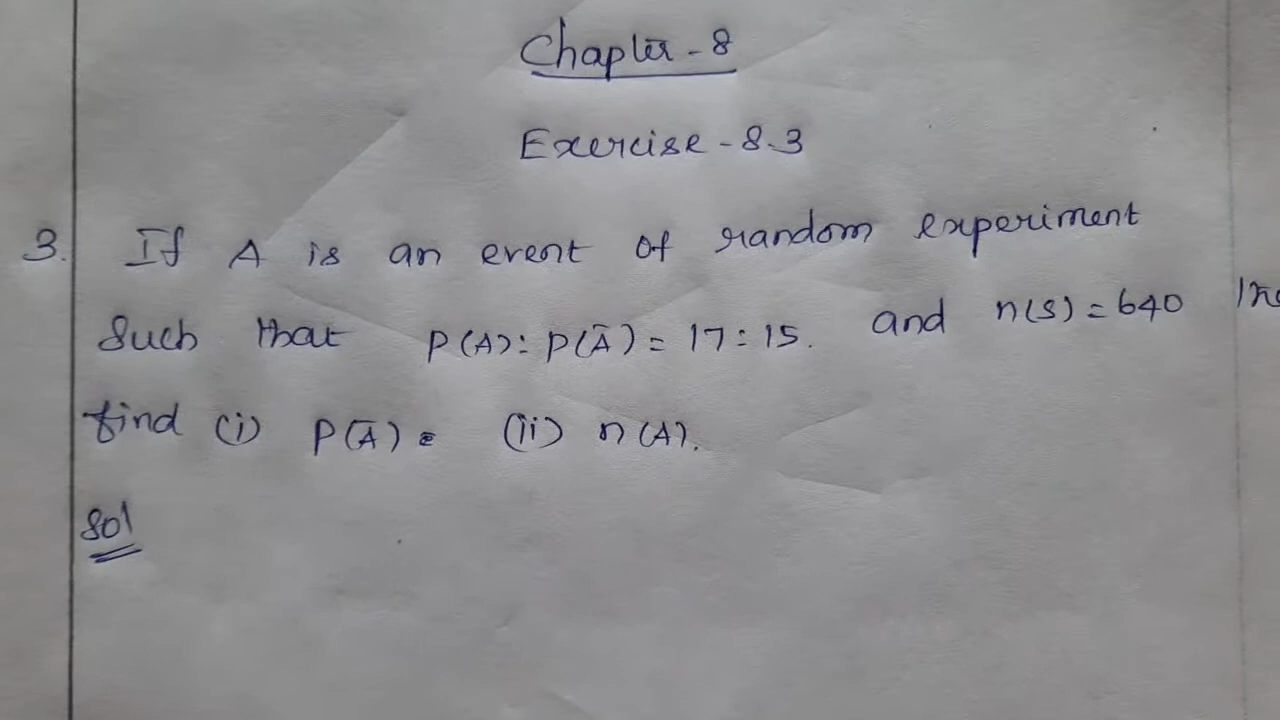 Chapter - 8
Exercise - 8.3
3. If A is an event of random experiment
Such that P(A) : P(Ā) = 17 : 15. and n(S) = 640
find (i) P(Ā) = (ii) n(A).
Sol